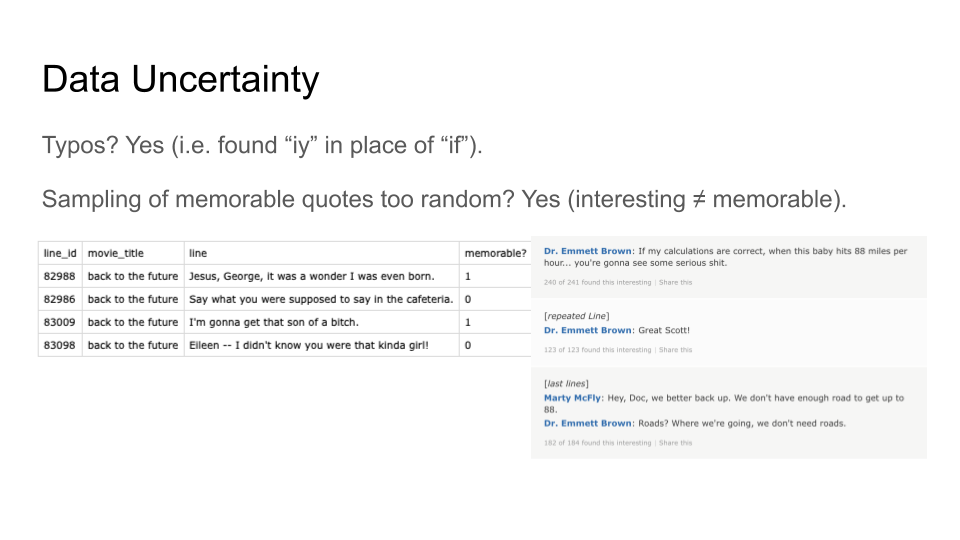 Data Uncertainty
Typos? Yes (i.e. found “iy” in place of “if”).
Sampling of memorable quotes too random? Yes (interesting ≠ memorable).
line_id movie_title line memorable?
82988 back to the future Jesus, George, it was a wonder I was even born. 1
82986 back to the future Say what you were supposed to say in the cafeteria. 0
83009 back to the future I'm gonna get that son of a bitch. 1
83098 back to the future Eileen -- I didn't know you were that kinda girl! 0
Dr. Emmett Brown: If my calculations are correct, when this baby hits 88 miles per
hour... you're gonna see some serious shit.
240 of 241 found this interesting | Share this
[repeated Line]
Dr. Emmett Brown: Great Scott!
123 of 123 found this interesting | Share this
[last lines]
Marty McFly: Hey, Doc, we better back up. We don't have enough road to get up to
88.
Dr. Emmett Brown: Roads? Where we're going, we don't need roads.
182 of 184 found this interesting | Share this